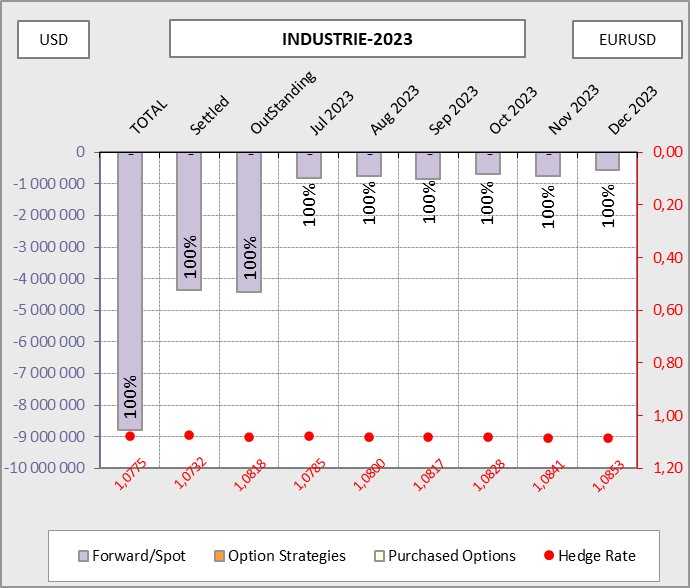 USD
INDUSTRIE-2023
EURUSD
TOTAL
Settled
OutStanding
Jul 2023
Aug 2023
Sep 2023
Oct 2023
Nov 2023
Dec 2023
0
-1 000 000
-2 000 000
-3 000 000
-4 000 000
-5 000 000
-6 000 000
-7 000 000
-8 000 000
-9 000 000
-10 000 000
-
-
-
-
-
-
-
-
-
100%
100%
100%
100%
100%
100%
100%
100%
100%
0,00
0,20
0,40
0,60
0,80
1,00
1,20
1,0775
1,0732
1,0818
1,0785
1,0800
1,0817
1,0828
1,0841
1,0853
Forward/Spot
Option Strategies
Purchased Options
Hedge Rate